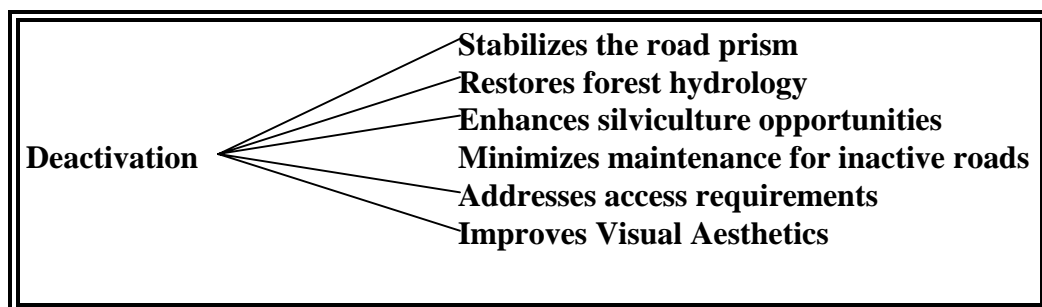 Stabilizes the road prism
Restores forest hydrology
Enhances silviculture opportunities
Deactivation Minimizes maintenance for inactive roads
Addresses access requirements
Improves Visual Aesthetics